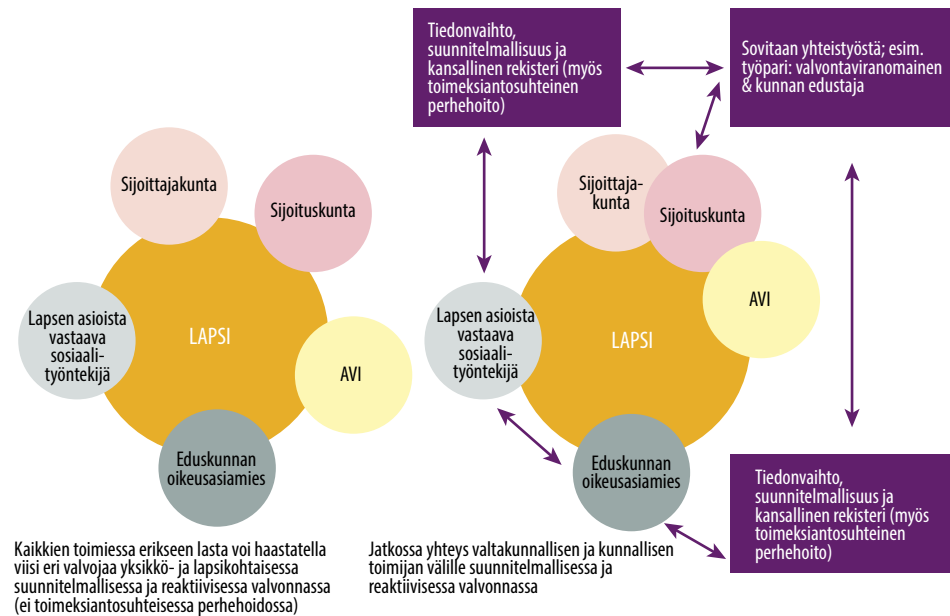 Sijoittajakunta
Sijoituskunta
Lapsen asioista
vastaava
sosiaali-
työntekijä
LAPSI
AVI
Eduskunnan
oikeusasiamies
Kaikkien toimiessa erikseen lasta voi haastatella
viisi eri valvojaa yksikkö- ja lapsikohtaisessa
suunnitelmallisessa ja reaktiivisessa valvonnassa
(ei toimeksiantosuhteisessa perhehoidossa)
Tiedonvaihto,
suunnitelmallisuus ja
kansallinen rekisteri (myös
toimeksiantosuhteinen
perhehoito)
Sovitaan yhteistyöstä; esim.
työpari: valvontaviranomainen
& kunnan edustaja
Sijoittaja-
kunta
Sijoituskunta
AVI
Lapsen asioista
vastaava
sosiaali-
työntekijä
LAPSI
Eduskunnan
oikeusasiamies
Tiedonvaihto,
suunnitelmallisuus ja
kansallinen rekisteri (myös
toimeksiantosuhteinen
perhehoito)
Jatkossa yhteys valtakunnallisen ja kunnallisen
toimijan välille suunnitelmallisessa ja
reaktiivisessa valvonnassa